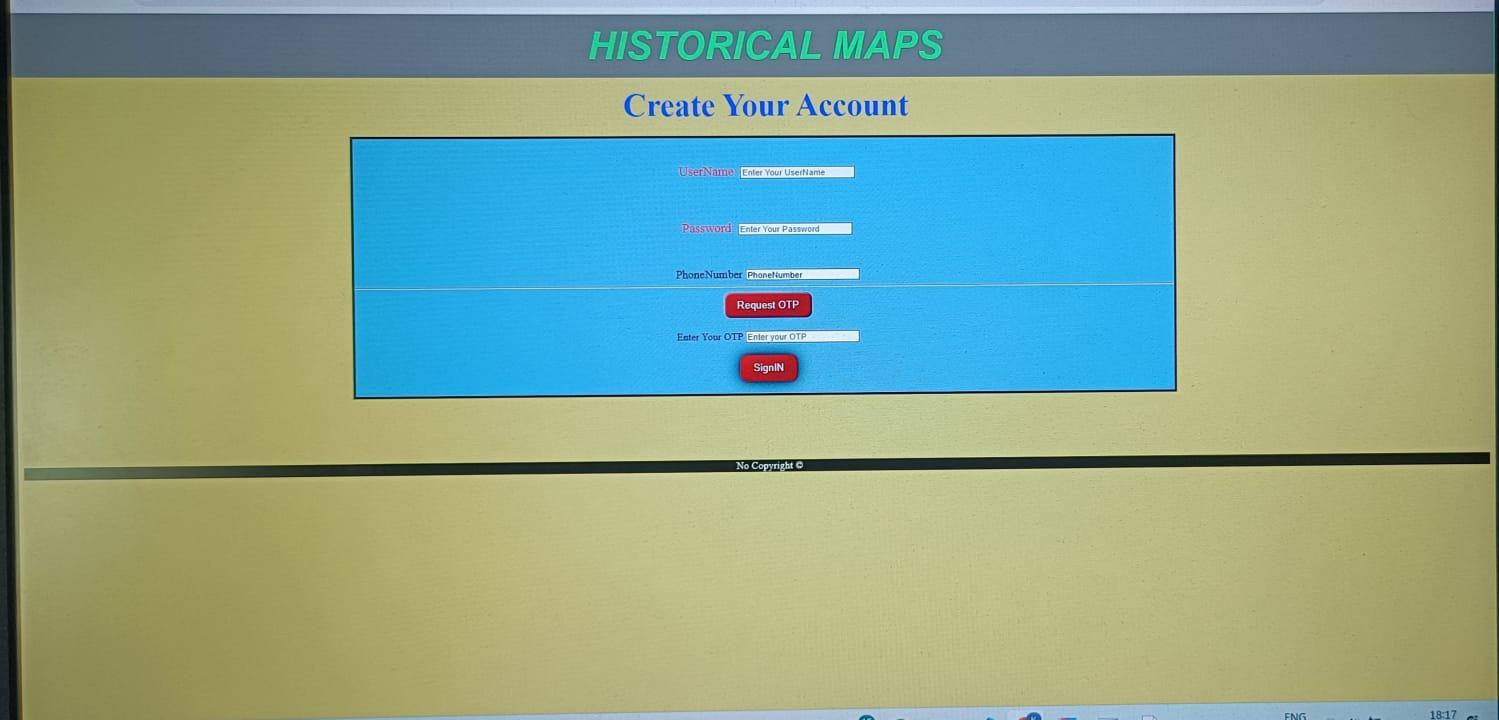 HISTORICAL MAPS
Create Your Account
UserName Enter Your UserName
Password Enter Your Password
PhoneNumber PhoneNumber
Request OTP
Enter Your OTP Enter your OTP
SignIN
No Copyright ©
ENG 18:17